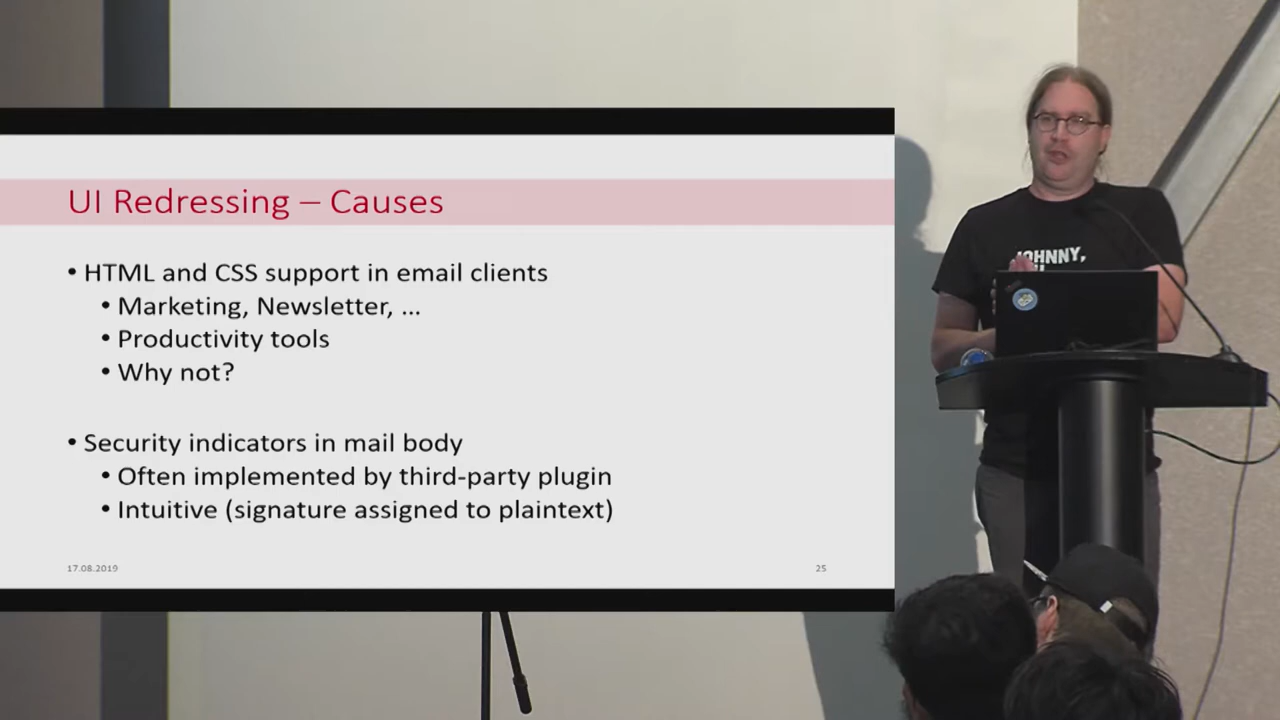 UI Redressing – Causes
• HTML and CSS support in email clients
• Marketing, Newsletter, ...
• Productivity tools
• Why not?
• Security indicators in mail body
• Often implemented by third-party plugin
• Intuitive (signature assigned to plaintext)
17.08.2019
25
JOHNNY,